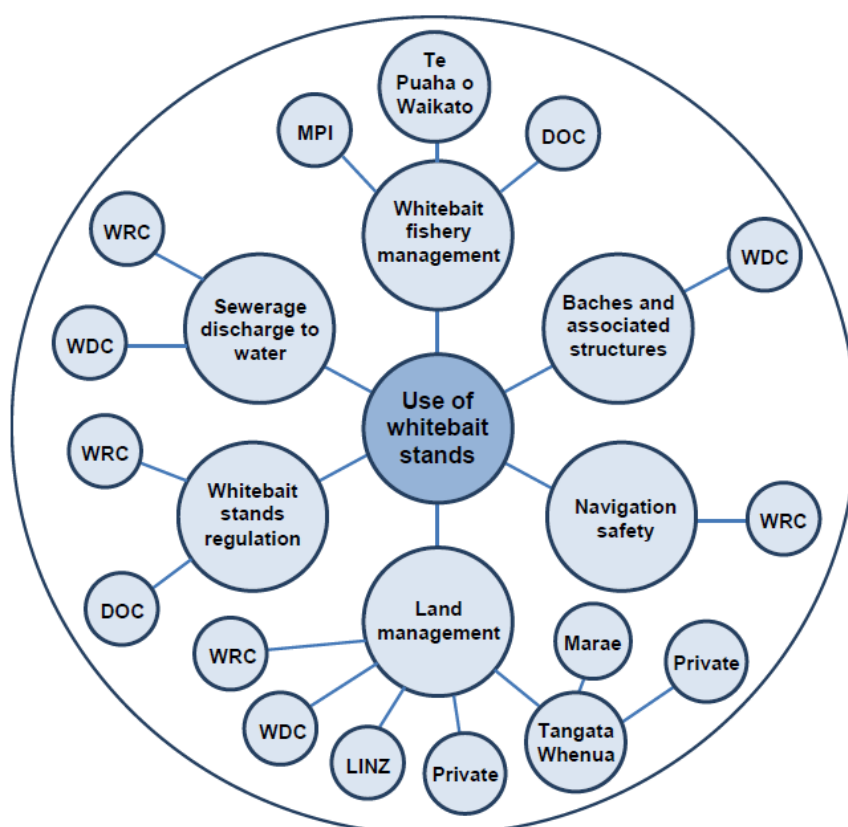 Te
Puaha o
Waikato
MPI
DOC
Whitebait
fishery
management
WRC
WDC
Sewerage
discharge to
water
Baches and
associated
structures
WDC
Use of
whitebait
stands
WRC
Whitebait
stands
regulation
Navigation
safety
WRC
DOC
Land
management
WRC
Marae
Private
WDC
Tangata
Whenua
LINZ
Private